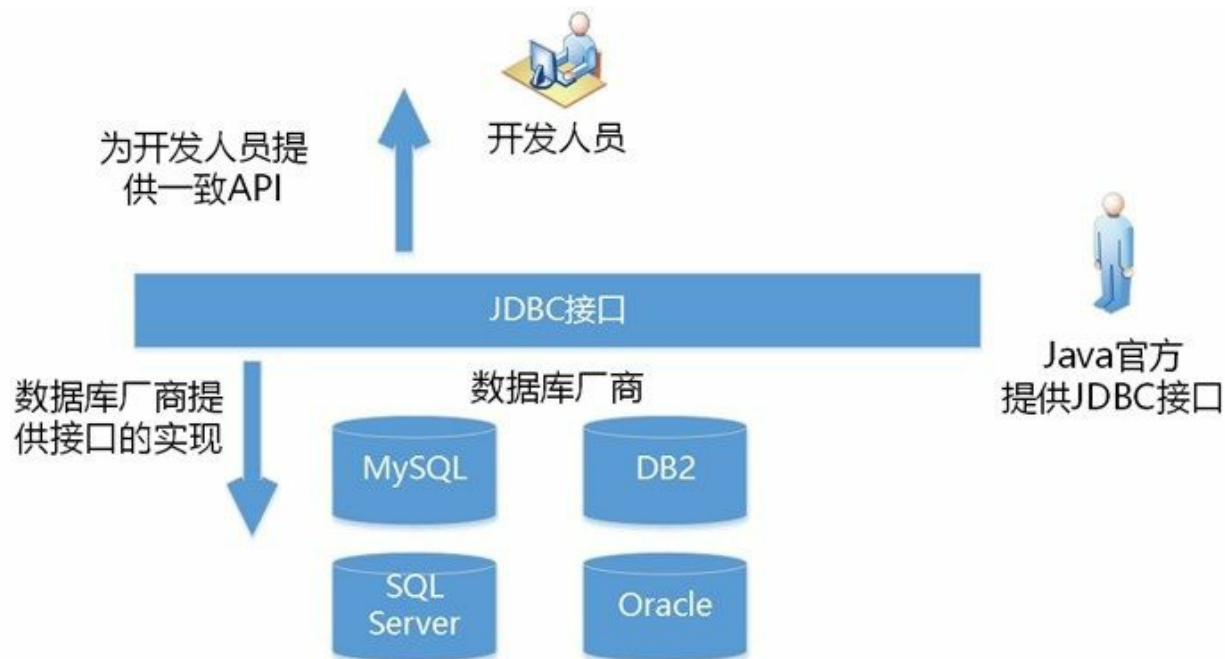 开发人员
为开发人员提
供一致API
JDBC接口
Java官方
提供JDBC接口
数据库厂商提
供接口的实现
数据库厂商
MySQL
DB2
SQL
Server
Oracle